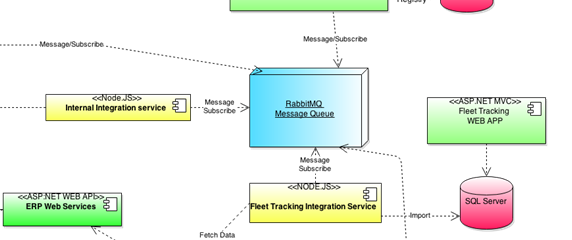 Registry
Message/Subscribe
Message/Subscribe
<<Node.JS>>
Internal Integration service
Message
Subscribe
RabbitMQ
Message Queue
<<ASP.NET MVC>>
Fleet Tracking
WEB APP
Message
Subscribe
<<ASP.NET WEB API>>
ERP Web Services
<<NODE.JS>>
Fleet Tracking Integration Service
SQL Server
Import
Fetch Data